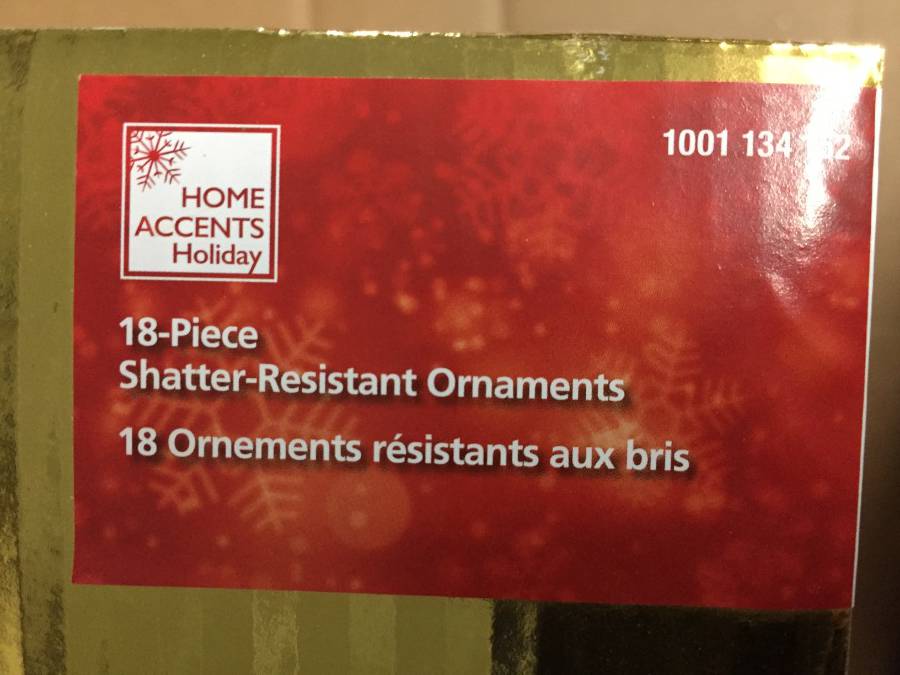 HOME
ACCENTS
Holiday
1001 134
18-Piece
Shatter-Resistant Ornaments
18 Ornements résistants aux bris